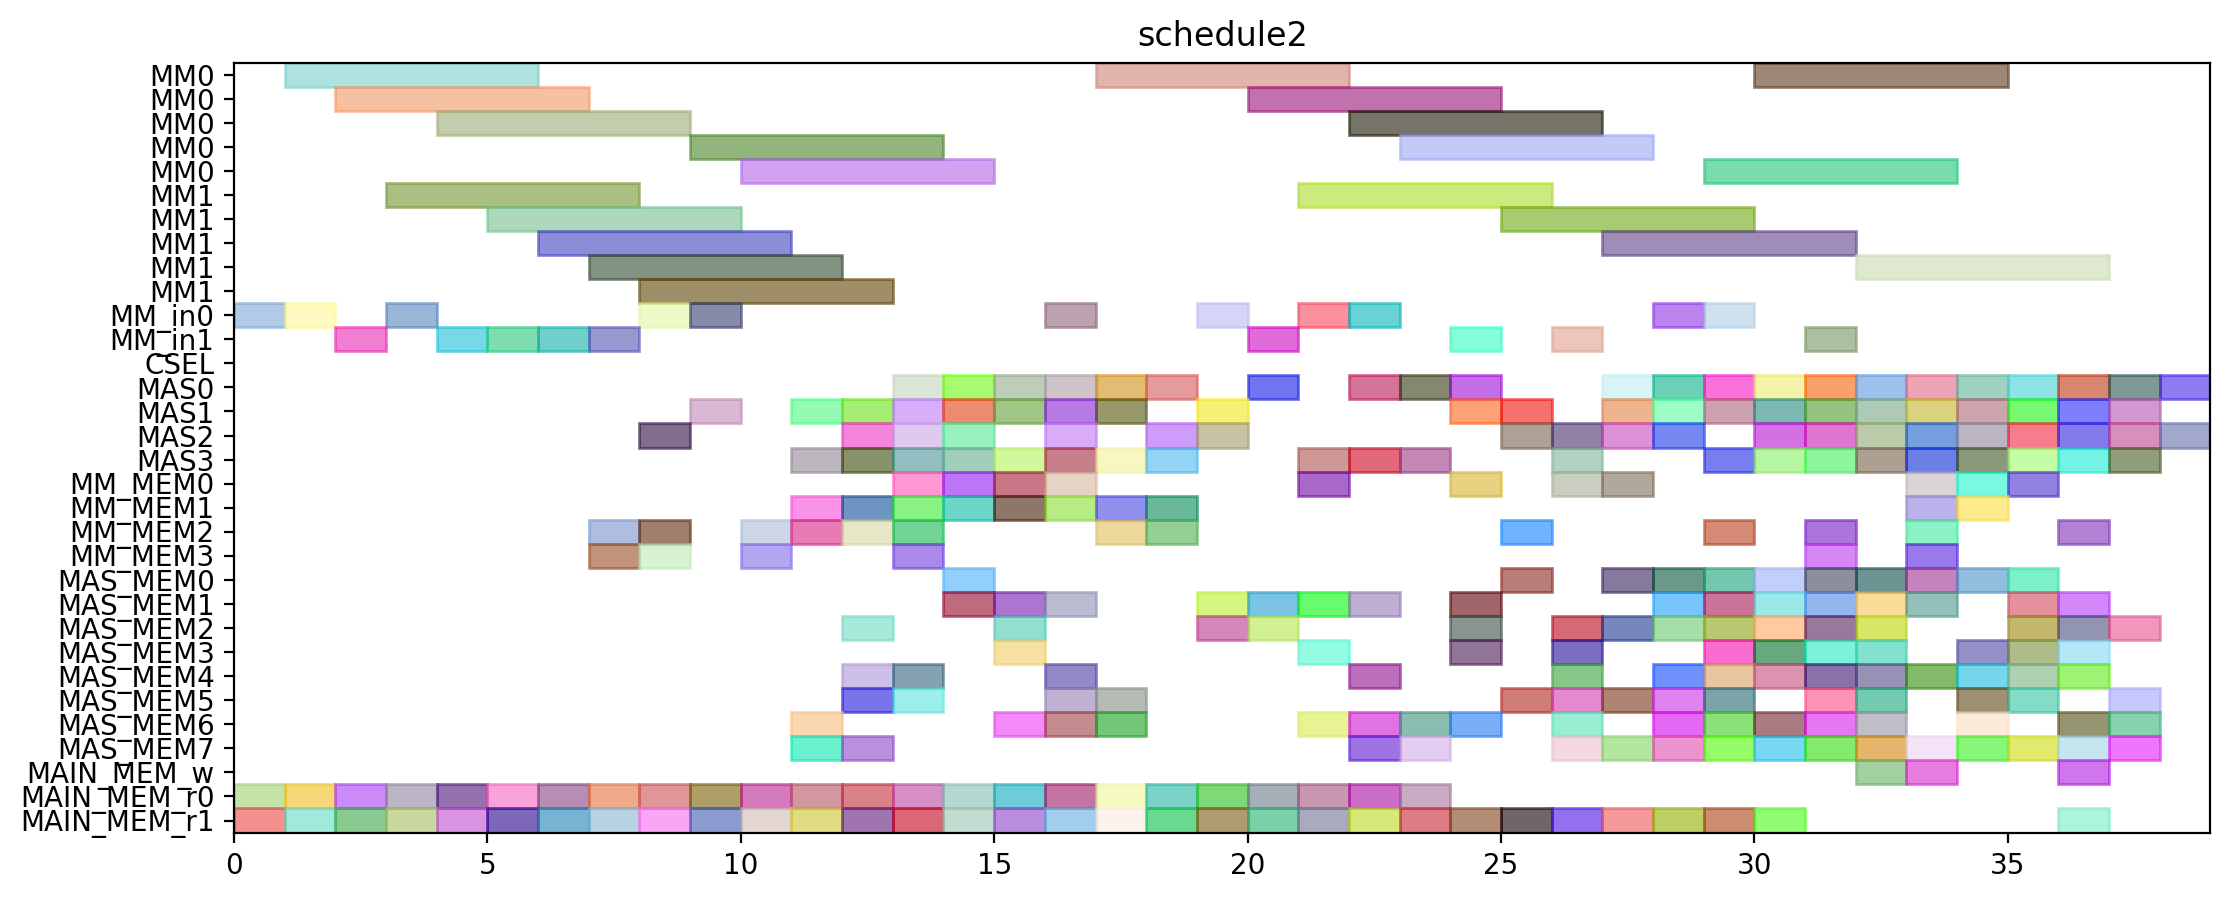 schedule2
MM0
MM0
MM0
MM0
MM0
MM1
MM1
MM1
MM1
MM1
MM_in0
MM_in1
CSEL
MAS0
MAS1
MAS2
MAS3
MM_MEM0
MM_MEM1
MM_MEM2
MM_MEM3
MAS_MEM0
MAS_MEM1
MAS_MEM2
MAS_MEM3
MAS_MEM4
MAS_MEM5
MAS_MEM6
MAS_MEM7
MAIN_MEM_w
MAIN_MEM_r0
MAIN_MEM_r1
0 5 10 15 20 25 30 35